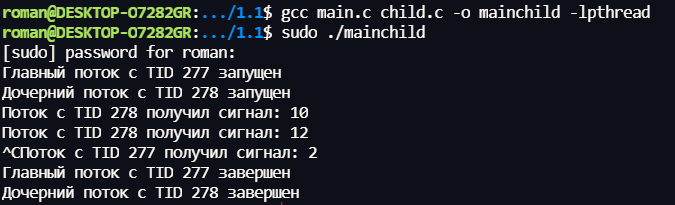 roman@DESKTOP-O7282GR:.../1.1$ gcc main.c child.c -o mainchild -lpthread
roman@DESKTOP-O7282GR:.../1.1$ sudo ./mainchild
[sudo] password for roman:
Главный поток с TID 277 запущен
Дочерний поток с TID 278 запущен
Поток с TID 278 получил сигнал: 10
Поток с TID 278 получил сигнал: 12
^CПоток с TID 277 получил сигнал: 2
Главный поток с TID 277 завершен
Дочерний поток с TID 278 завершен